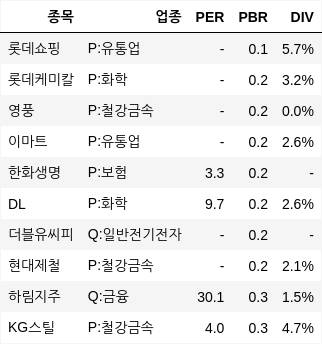 종목 업종 PER PBR DIV
롯데쇼핑 P:유통업 - 0.1 5.7%
롯데케미칼 P:화학 - 0.2 3.2%
영풍 P:철강금속 - 0.2 0.0%
이마트 P:유통업 - 0.2 2.6%
한화생명 P:보험 3.3 0.2 -
DL P:화학 9.7 0.2 2.6%
더블유씨피 Q:일반전기전자 - 0.2 -
현대제철 P:철강금속 - 0.2 2.1%
하림지주 Q:금융 30.1 0.3 1.5%
KG스틸 P:철강금속 4.0 0.3 4.7%